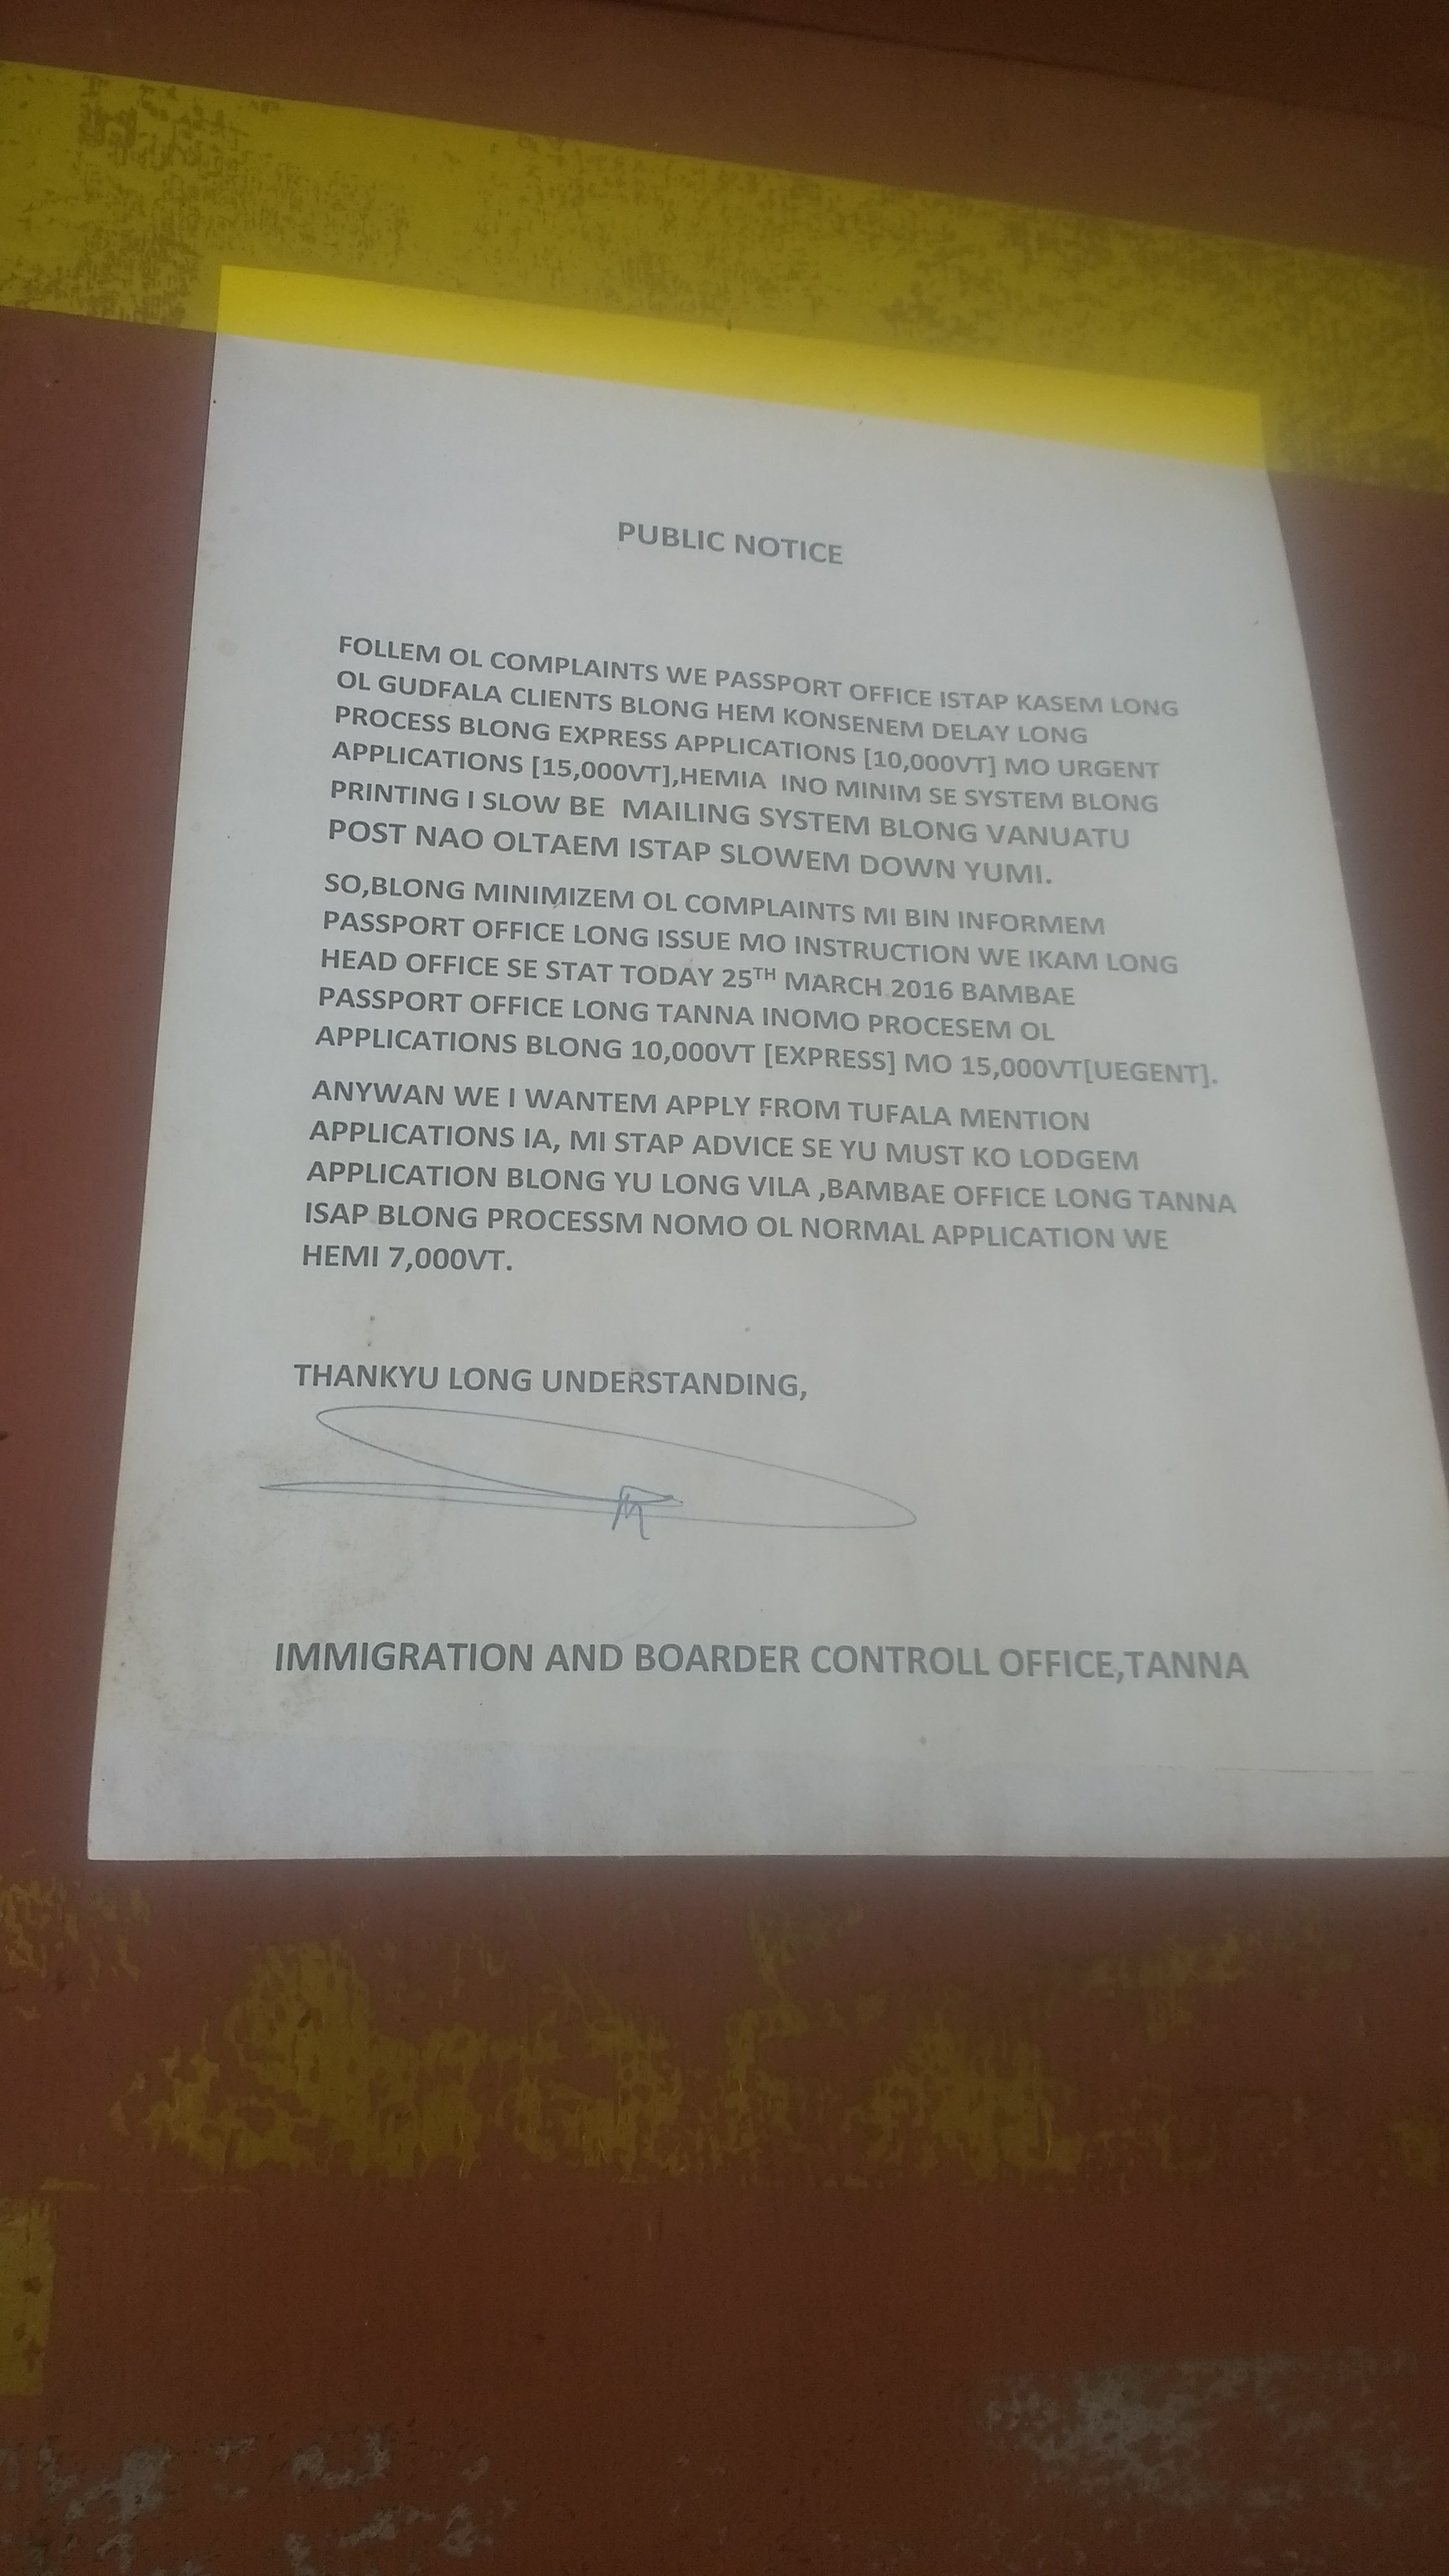 PUBLIC NOTICE
FOLLEM OL COMPLAINTS WE PASSPORT OFFICE ISTAP KASEM LONG
OL GUDFALA CLIENTS BLONG HEM KONSENEM DELAY LONG
PROCESS BLONG EXPRESS APPLICATIONS [10,000VT] MO URGENT
APPLICATIONS [15,000VT],HEMIA INO MINIM SE SYSTEM BLONG
PRINTING I SLOW BE MAILING SYSTEM BLONG VANUATU
POST NAO OLTAEM ISTAP SLOWEM DOWN YUMI.
SO,BLONG MINIMIZEM OL COMPLAINTS MI BIN INFORMEM
PASSPORT OFFICE LONG ISSUE MO INSTRUCTION WE IKAM LONG
HEAD OFFICE SE STAT TODAY 25TH MARCH 2016 BAMBAE
PASSPORT OFFICE LONG TANNA INOMO PROCESEM OL
APPLICATIONS BLONG 10,000VT [EXPRESS] MO 15,000VT[UEGENT].
ANYWAN WE I WANTEM APPLY FROM TUFALA MENTION
APPLICATIONS IA, MI STAP ADVICE SE YU MUST KO LODGEM
APPLICATION BLONG YU LONG VILA ,BAMBAE OFFICE LONG TANNA
ISAP BLONG PROCESSM NOMO OL NORMAL APPLICATION WE
HEMI 7,000VT.
THANKYU LONG UNDERSTANDING,
IMMIGRATION AND BOARDER CONTROLL OFFICE,TANNA